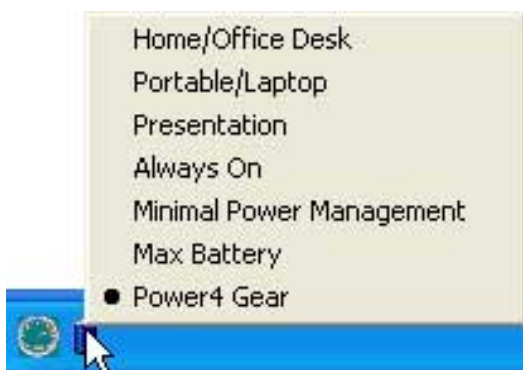 Home/Office Desk
Portable/Laptop
Presentation
Always On
Minimal Power Management
Max Battery
Power4 Gear